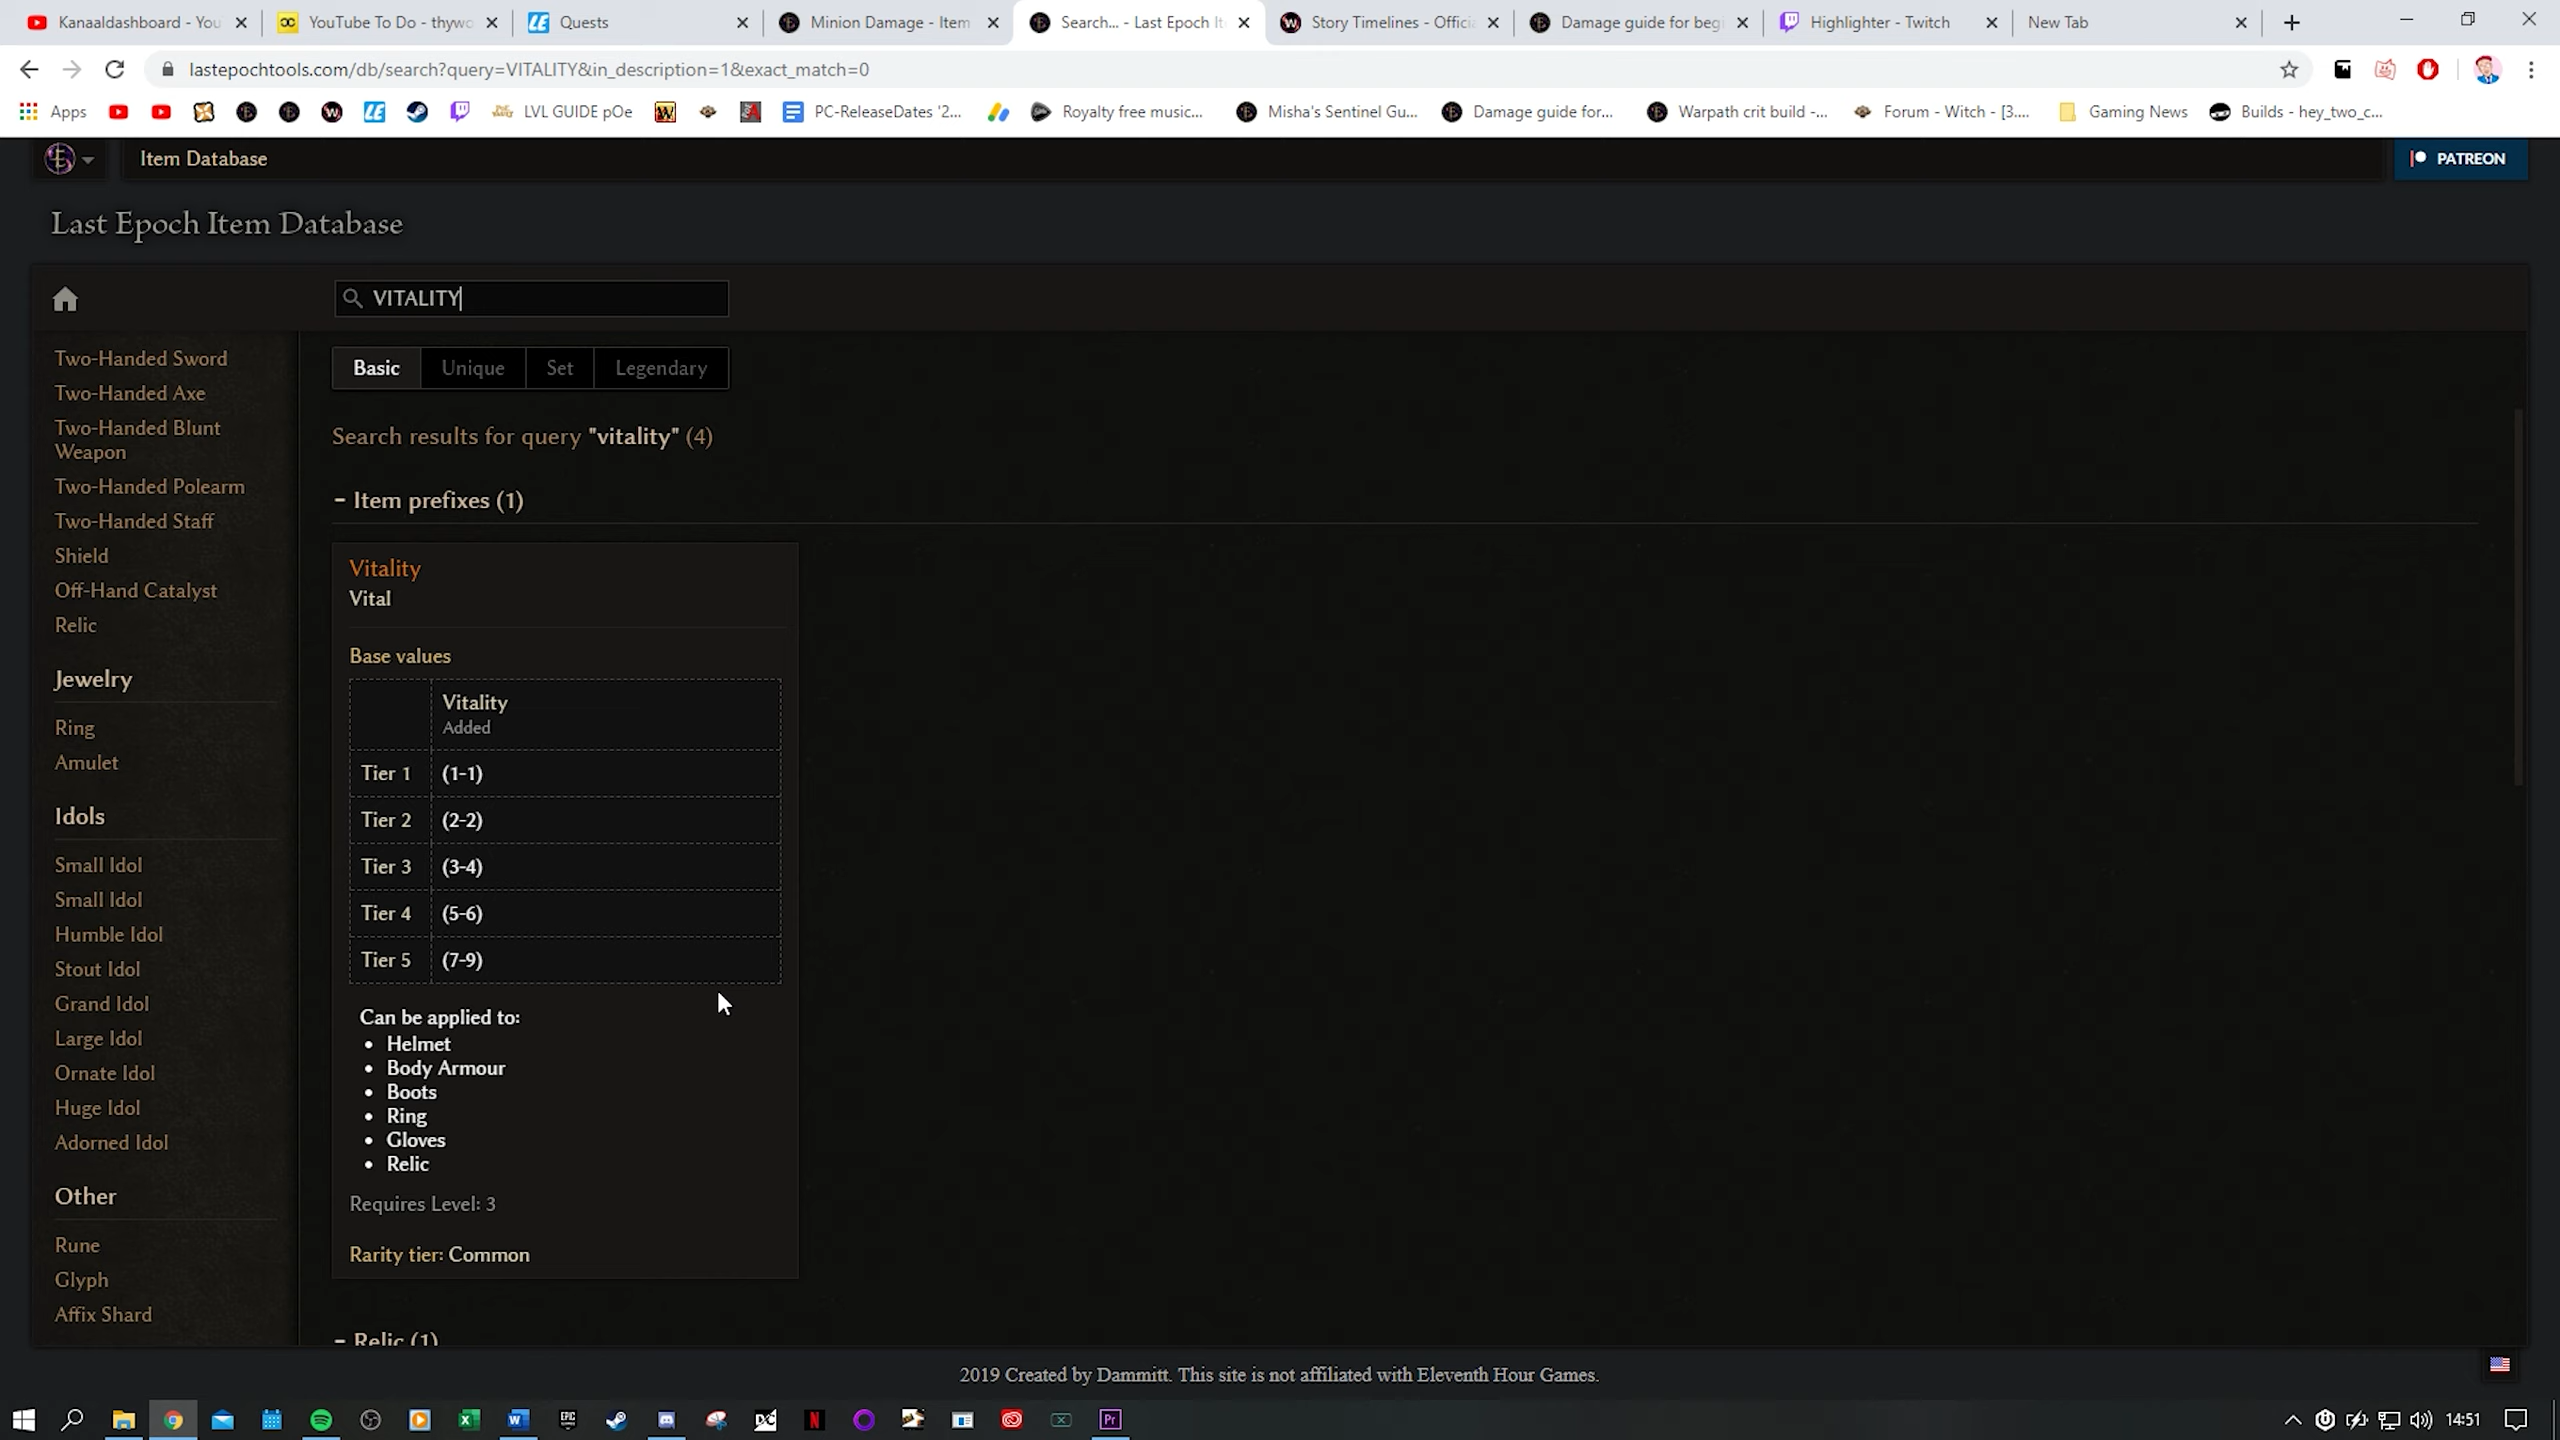 Kanaaldashboard - You
YouTube To Do - thywo
Quests
Minion Damage - Item
Search... - Last Epoch It
Story Timelines - Officia
Damage guide for begi
Highlighter - Twitch
New Tab
lastepochtools.com/db/search?query=VITALITY&in_description=1&exact_match=0
Apps
LVL GUIDE pOe
PC-ReleaseDates '2...
Royalty free music...
Misha's Sentinel Gu...
Damage guide for...
Warpath crit build -...
Forum - Witch - [3....
Gaming News
Builds - hey_two_c...
Item Database
PATREON
Last Epoch Item Database
VITALITY
Two-Handed Sword
Two-Handed Axe
Two-Handed Blunt
Weapon
Two-Handed Polearm
Two-Handed Staff
Shield
Off-Hand Catalyst
Relic
Jewelry
Ring
Amulet
Idols
Small Idol
Small Idol
Humble Idol
Stout Idol
Grand Idol
Large Idol
Ornate Idol
Huge Idol
Adorned Idol
Other
Rune
Glyph
Affix Shard
Basic Unique Set Legendary
Search results for query "vitality" (4)
- Item prefixes (1)
Vitality
Vital
Base values
Vitality
Added
Tier 1 (1-1)
Tier 2 (2-2)
Tier 3 (3-4)
Tier 4 (5-6)
Tier 5 (7-9)
Can be applied to:
• Helmet
• Body Armour
• Boots
• Ring
• Gloves
• Relic
Requires Level: 3
Rarity tier: Common
- Relic (1)
2019 Created by Dammitt. This site is not affiliated with Eleventh Hour Games.
14:51